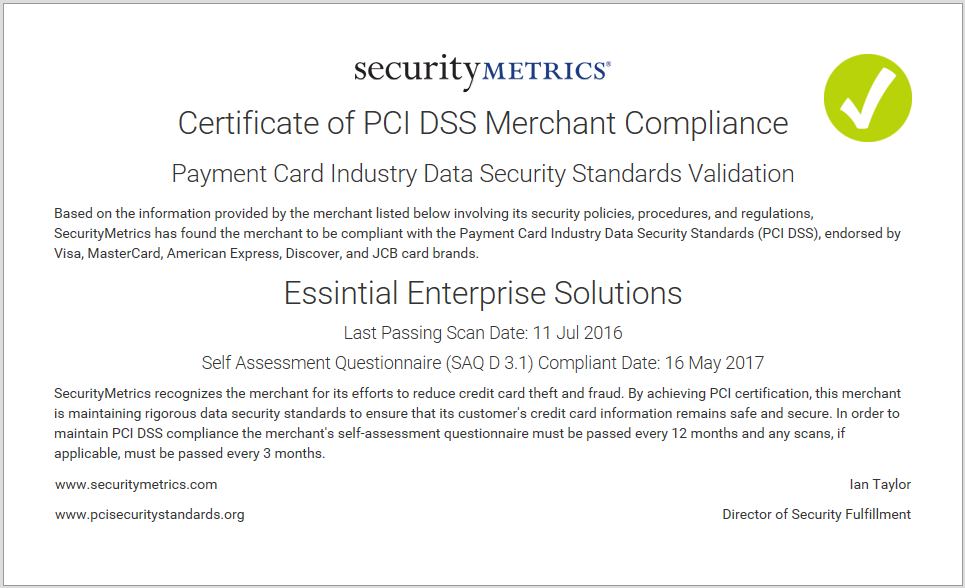 securityMETRICS®
Certificate of PCI DSS Merchant Compliance
Payment Card Industry Data Security Standards Validation
Based on the information provided by the merchant listed below involving its security policies, procedures, and regulations,
SecurityMetrics has found the merchant to be compliant with the Payment Card Industry Data Security Standards (PCI DSS), endorsed by
Visa, MasterCard, American Express, Discover, and JCB card brands.
Essintial Enterprise Solutions
Last Passing Scan Date: 11 Jul 2016
Self Assessment Questionnaire (SAQ D 3.1) Compliant Date: 16 May 2017
SecurityMetrics recognizes the merchant for its efforts to reduce credit card theft and fraud. By achieving PCI certification, this merchant
is maintaining rigorous data security standards to ensure that its customer's credit card information remains safe and secure. In order to
maintain PCI DSS compliance the merchant's self-assessment questionnaire must be passed every 12 months and any scans, if
applicable, must be passed every 3 months.
www.securitymetrics.com
Ian Taylor
www.pcisecuritystandards.org
Director of Security Fulfillment